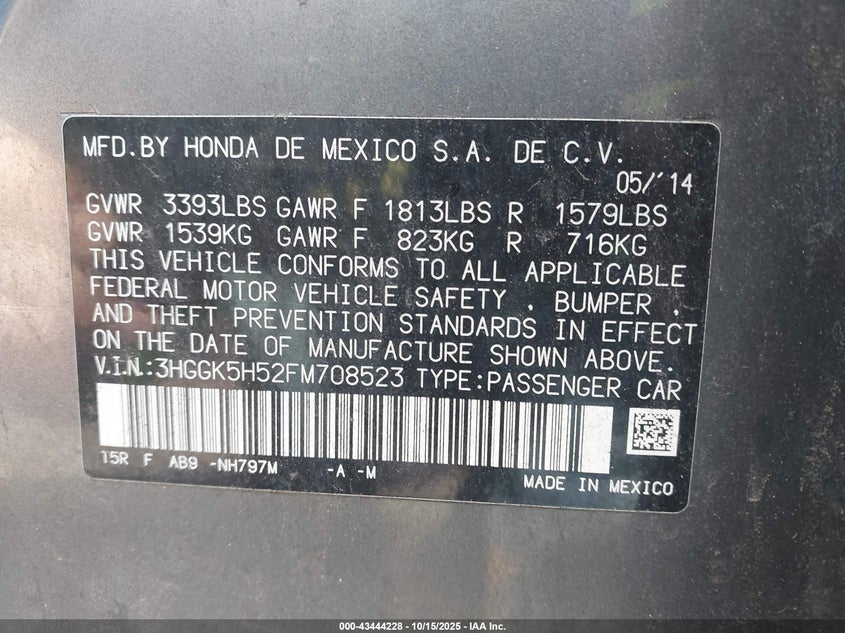 MFD.BY HONDA DE MEXICO S.A. DE C.V.
05/'14
GVWR 3393LBS GAWR F 1813LBS R 1579LBS
GVWR 1539KG GAWR F 823KG R 716KG
THIS VEHICLE CONFORMS TO ALL APPLICABLE
FEDERAL MOTOR VEHICLE SAFETY , BUMPER ,
AND THEFT PREVENTION STANDARDS IN EFFECT
ON THE DATE OF MANUFACTURE SHOWN ABOVE.
V.I.N:3HGGK5H52FM708523 TYPE:PASSENGER CAR
15R F AB9 -NH797M -A -M
MADE IN MEXICO
000-43444228 - 10/15/2025 - IAA Inc.